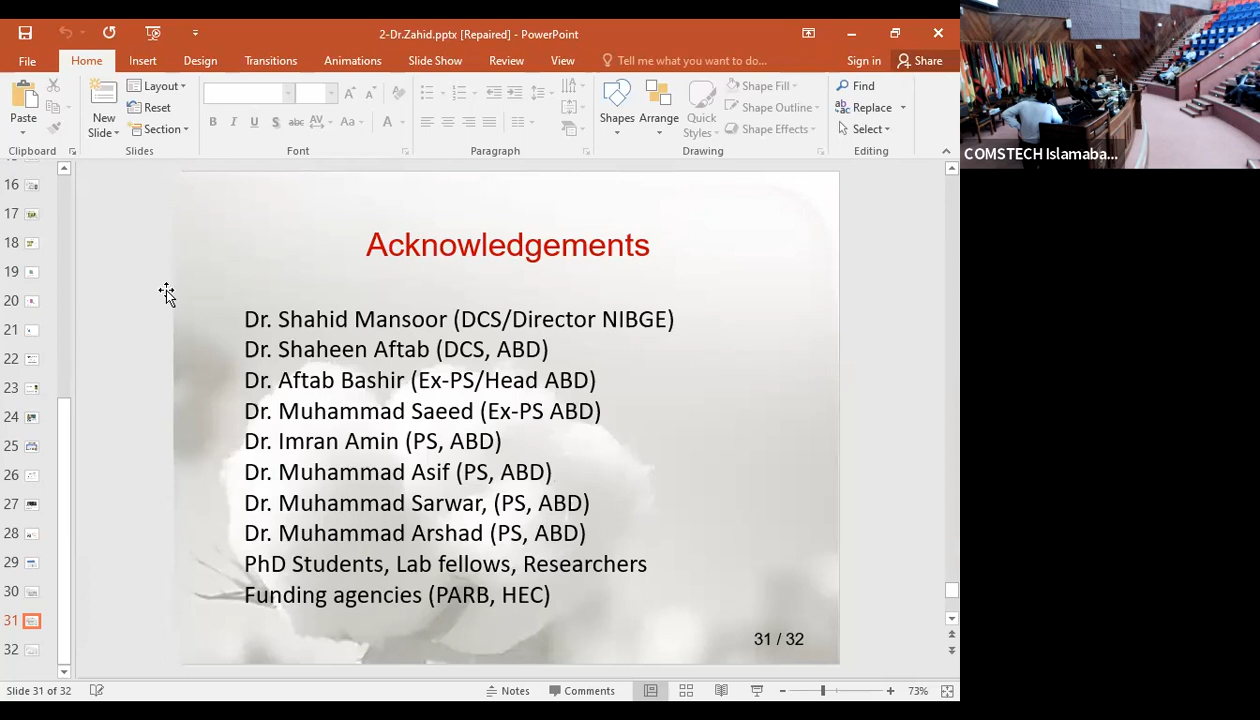 2-Dr.Zahid.pptx [Repaired] - PowerPoint
File Home Insert Design Transitions Animations Slide Show Review View Tell me what you want to do... Sign in Share
Paste
Clipboard
New Slide
Layout
Reset
Section
Slides
B I U S abc AV Aa A
Font
Paragraph
Shapes
Arrange
Quick Styles
Shape Fill
Shape Outline
Shape Effects
Drawing
Find
Replace
Select
Editing
COMSTECH Islamaba...
16
17
18
19
20
21
22
23
24
25
26
27
28
29
30
31
32
Acknowledgements
Dr. Shahid Mansoor (DCS/Director NIBGE)
Dr. Shaheen Aftab (DCS, ABD)
Dr. Aftab Bashir (Ex-PS/Head ABD)
Dr. Muhammad Saeed (Ex-PS ABD)
Dr. Imran Amin (PS, ABD)
Dr. Muhammad Asif (PS, ABD)
Dr. Muhammad Sarwar, (PS, ABD)
Dr. Muhammad Arshad (PS, ABD)
PhD Students, Lab fellows, Researchers
Funding agencies (PARB, HEC)
31 / 32
Slide 31 of 32 Notes Comments 73%